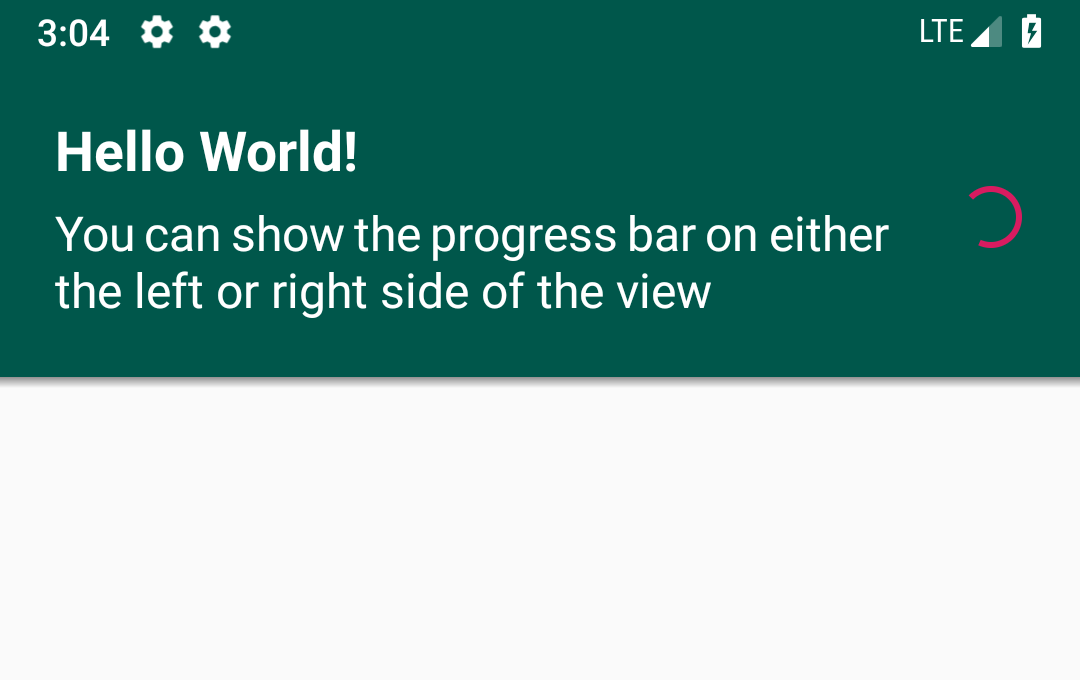 3:04 LTE
Hello World!
You can show the progress bar on either
the left or right side of the view